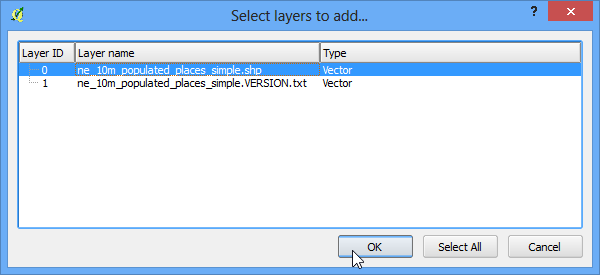 Select layers to add...
? ×
Layer ID Layer name Type
0 ne_10m_populated_places_simple.shp Vector
1 ne_10m_populated_places_simple.VERSION.txt Vector
OK Select All Cancel